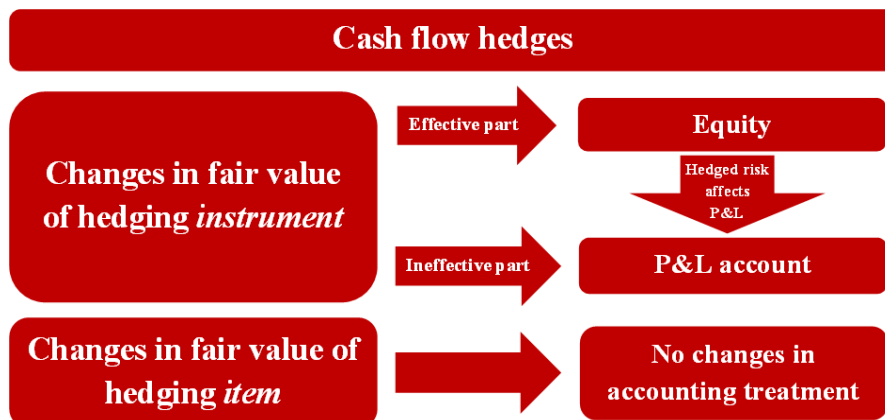 Cash flow hedges
Changes in fair value
of hedging instrument
Effective part
Equity
Hedged risk
affects
P&L
Ineffective part
P&L account
Changes in fair value of
hedging item
No changes in
accounting treatment